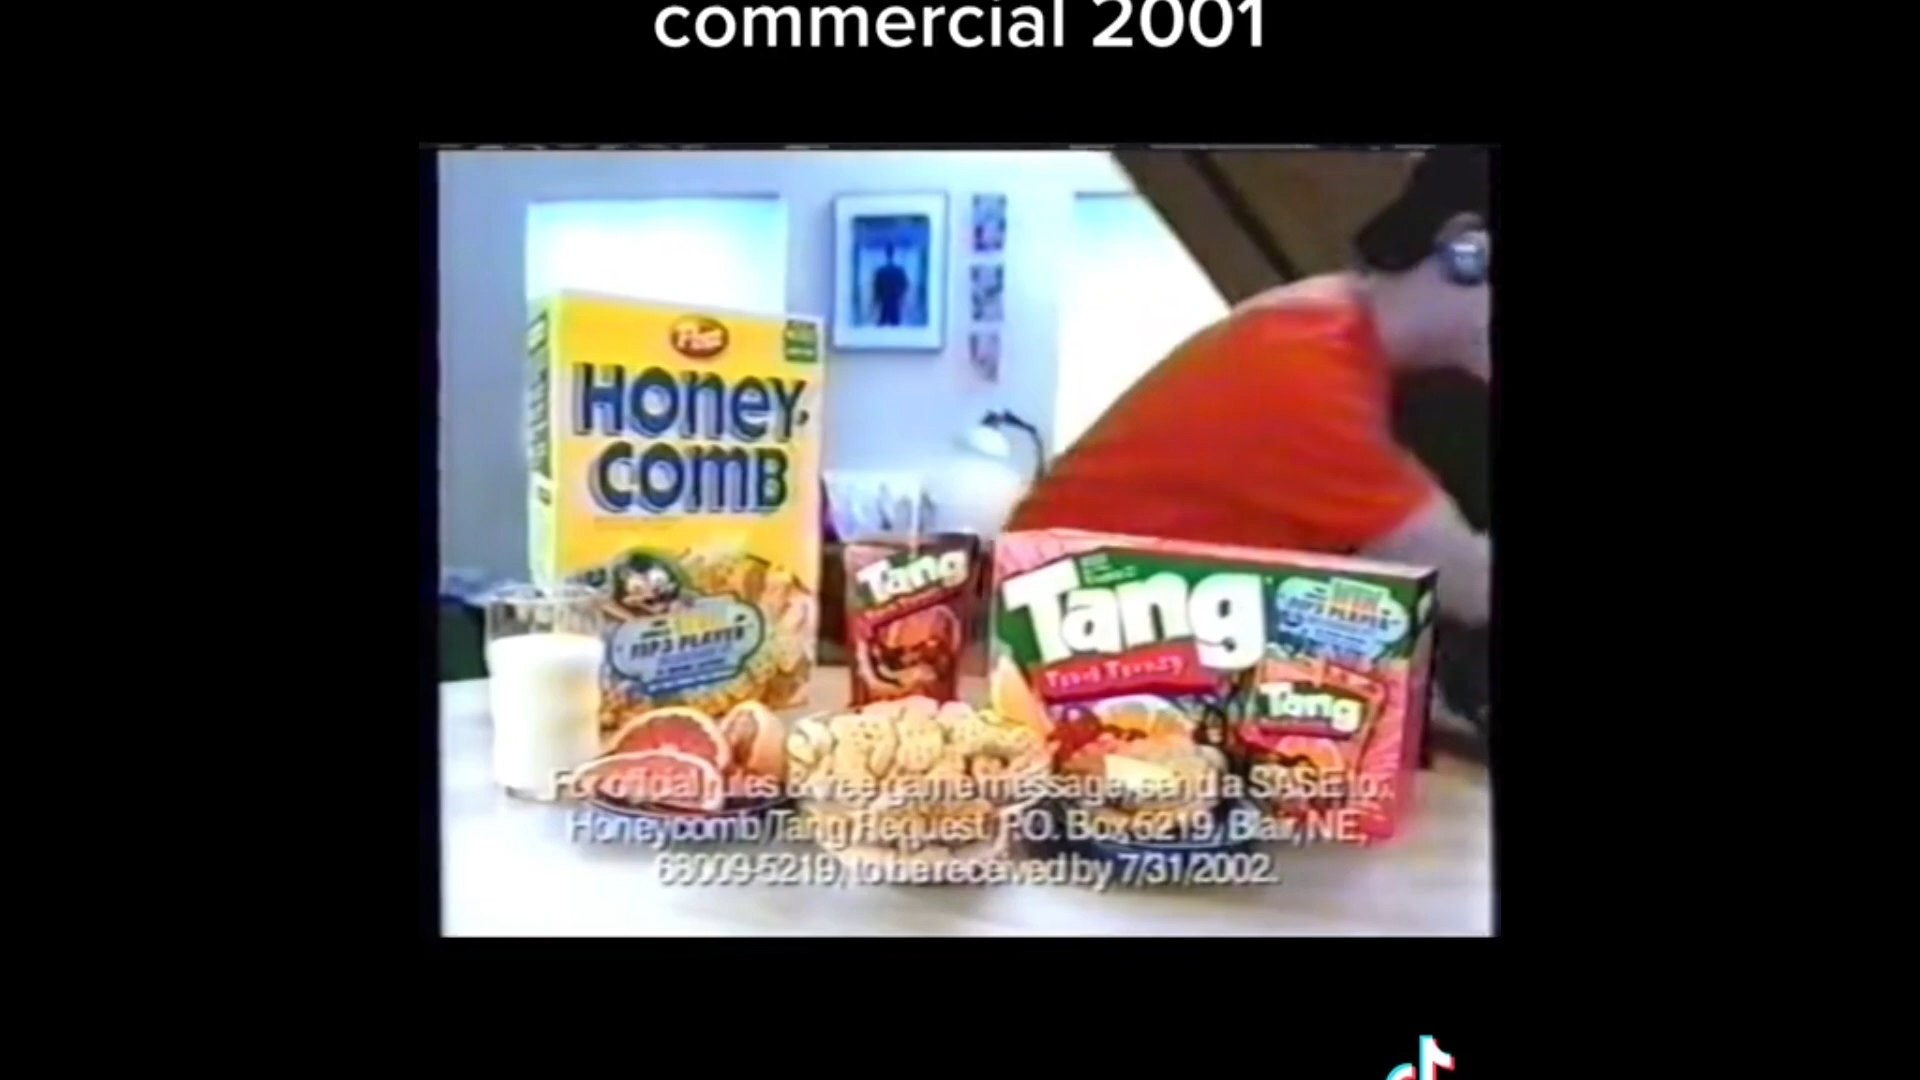 commercial 2001
Post
Honey-
comb
Tang
Tang
Tang
MP3 PLAYER
For official rules & free game message, send a SASE to:
Honeycomb/Tang Request, P.O. Box 5219, Blair, NE,
68009-5219, to be received by 7/31/2002.